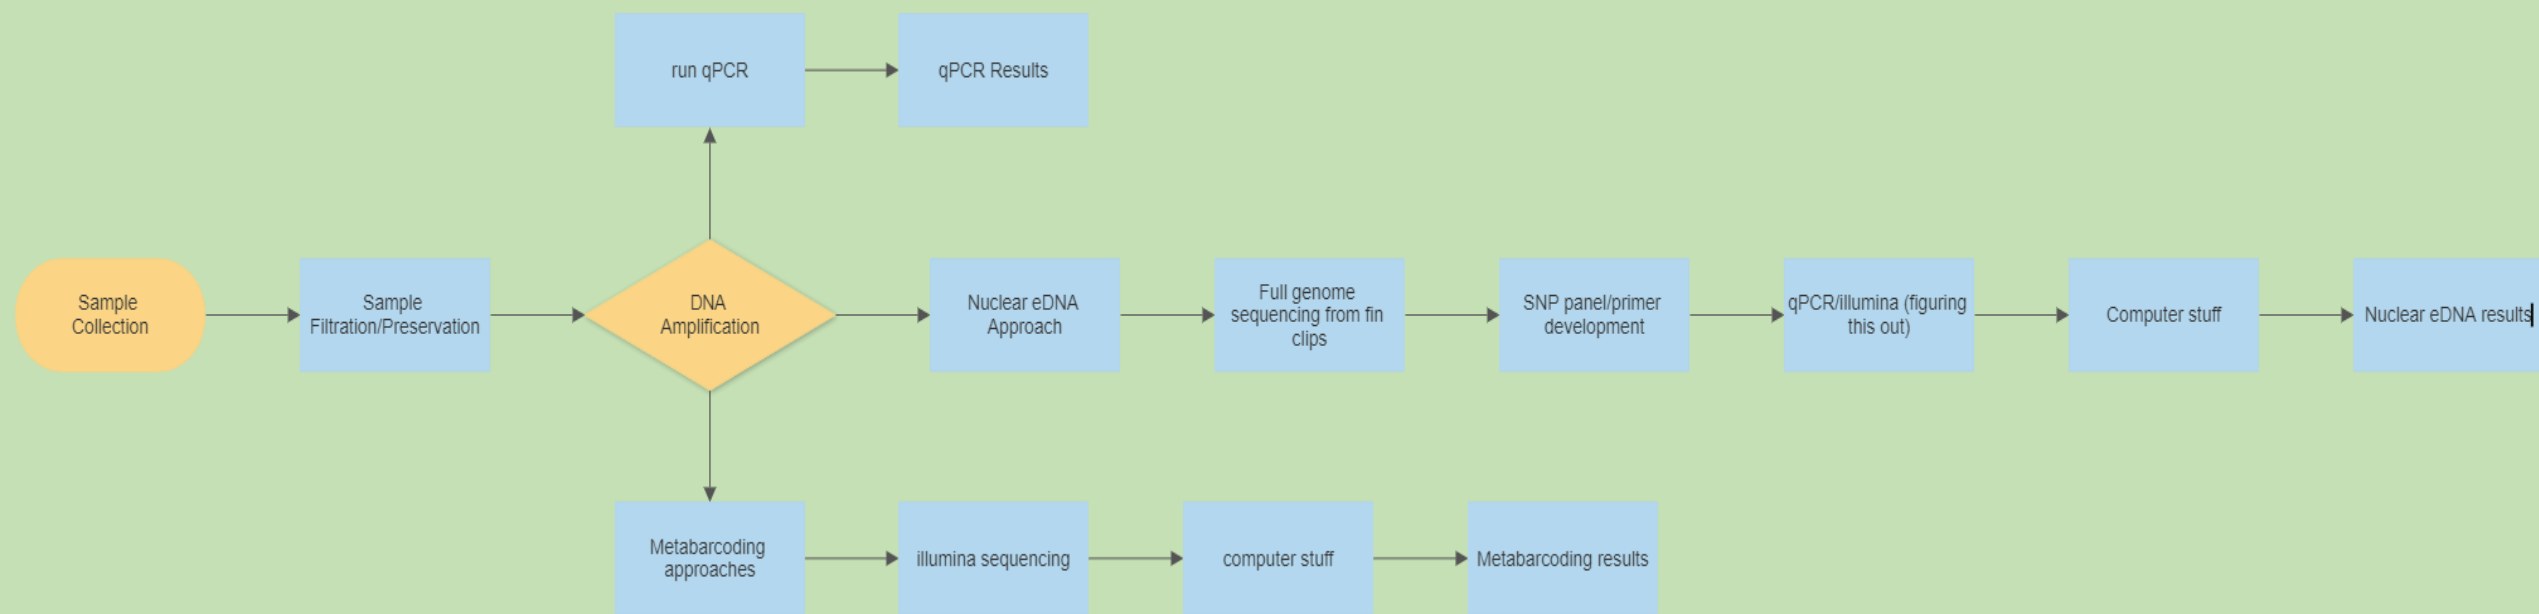 run qPCR
qPCR Results
Sample
Collection
Sample
Filtration/Preservation
DNA
Amplification
Nuclear eDNA
Approach
Full genome
sequencing from fin
clips
SNP panel/primer
development
qPCR/illumina (figuring
this out)
Computer stuff
Nuclear eDNA results
Metabarcoding
approaches
illumina sequencing
computer stuff
Metabarcoding results